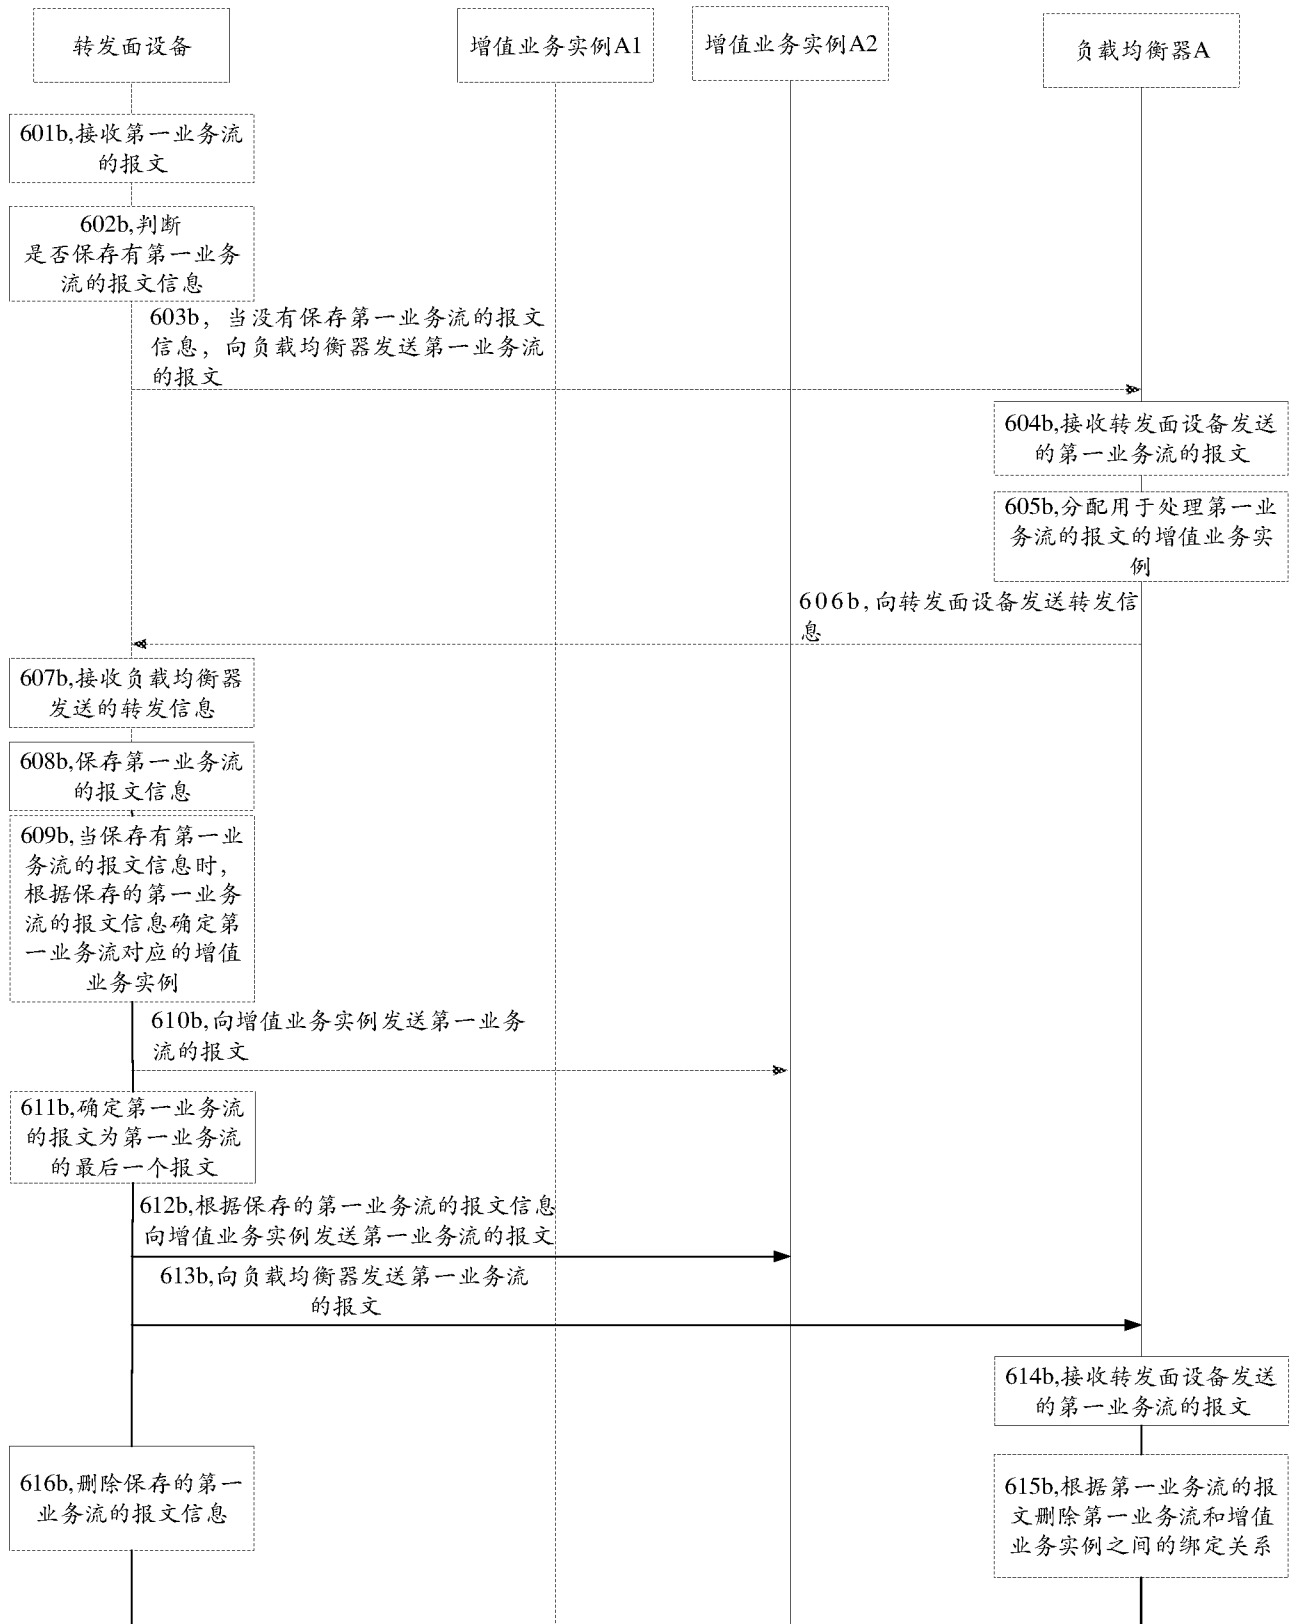 转发面设备
增值业务实例A1
增值业务实例A2
负载均衡器A
601b,接收第一业务流
的报文
602b,判断
是否保存有第一业务
流的报文信息
603b，当没有保存第一业务流的报文
信息，向负载均衡器发送第一业务流
的报文
604b,接收转发面设备发送
的第一业务流的报文
605b,分配用于处理第一业
务流的报文的增值业务实
例
606b,向转发面设备发送转发信
息
607b,接收负载均衡器
发送的转发信息
608b,保存第一业务流
的报文信息
609b,当保存有第一业
务流的报文信息时，
根据保存的第一业务
流的报文信息确定第
一业务流对应的增值
业务实例
610b,向增值业务实例发送第一业务
流的报文
611b,确定第一业务流
的报文为第一业务流
的最后一个报文
612b,根据保存的第一业务流的报文信息
向增值业务实例发送第一业务流的报文
613b,向负载均衡器发送第一业务流
的报文
614b,接收转发面设备发送
的第一业务流的报文
616b,删除保存的第一
业务流的报文信息
615b,根据第一业务流的报
文删除第一业务流和增值
业务实例之间的绑定关系